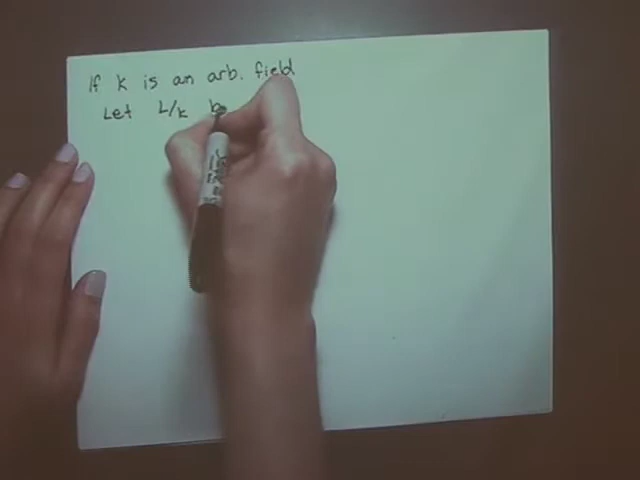 If k is an arb. field
Let L/k b